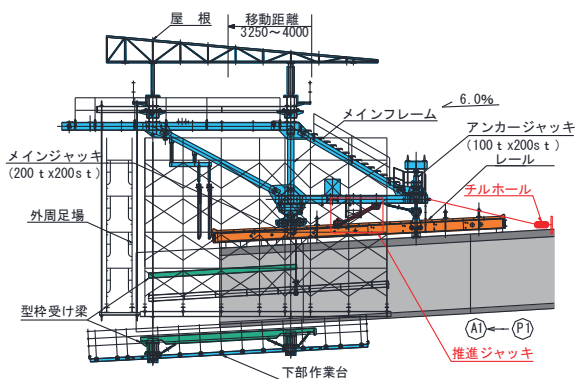 屋 根
移動距離
3250～4000
メインフレーム
6.0%
アンカージャッキ
(100ｔx200sｔ)
メインジャッキ
(200ｔx200sｔ)
レール
チルホール
外周足場
型枠受け梁
A1 P1
推進ジャッキ
下部作業台